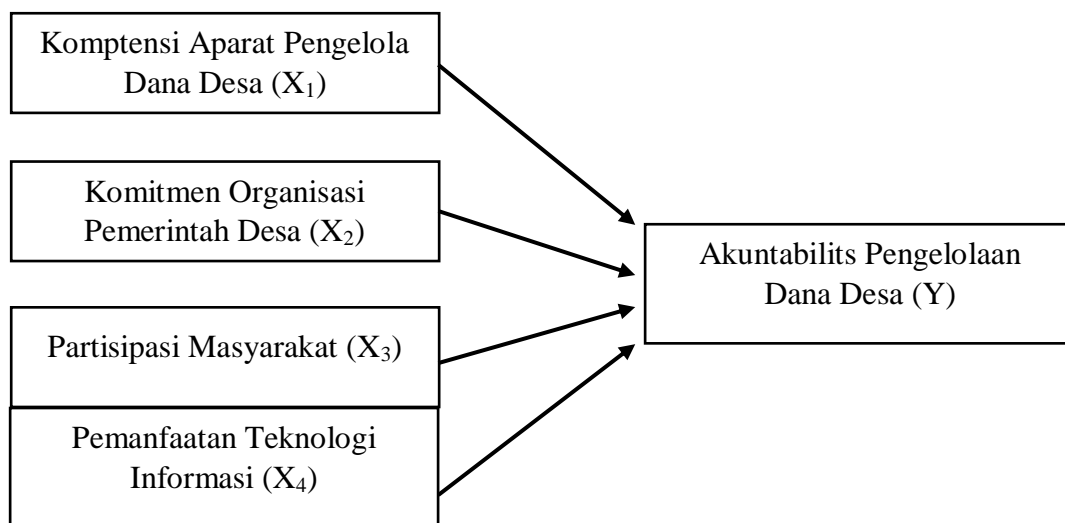 Komptensi Aparat Pengelola
Dana Desa (X₁)
Komitmen Organisasi
Pemerintah Desa (X₂)
Partisipasi Masyarakat (X₃)
Pemanfaatan Teknologi
Informasi (X₄)
Akuntabilits Pengelolaan
Dana Desa (Y)